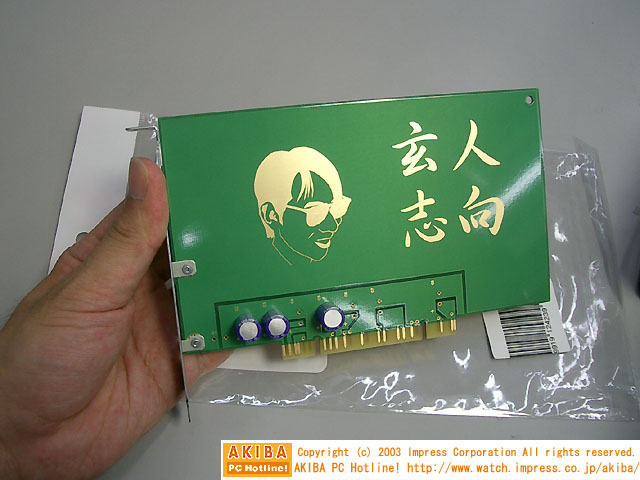 玄人
志向
AKIBA
PC Hotline!
Copyright (c) 2003 Impress Corporation All rights reserved.
AKIBA PC Hotline! http://www.watch.impress.co.jp/akiba/